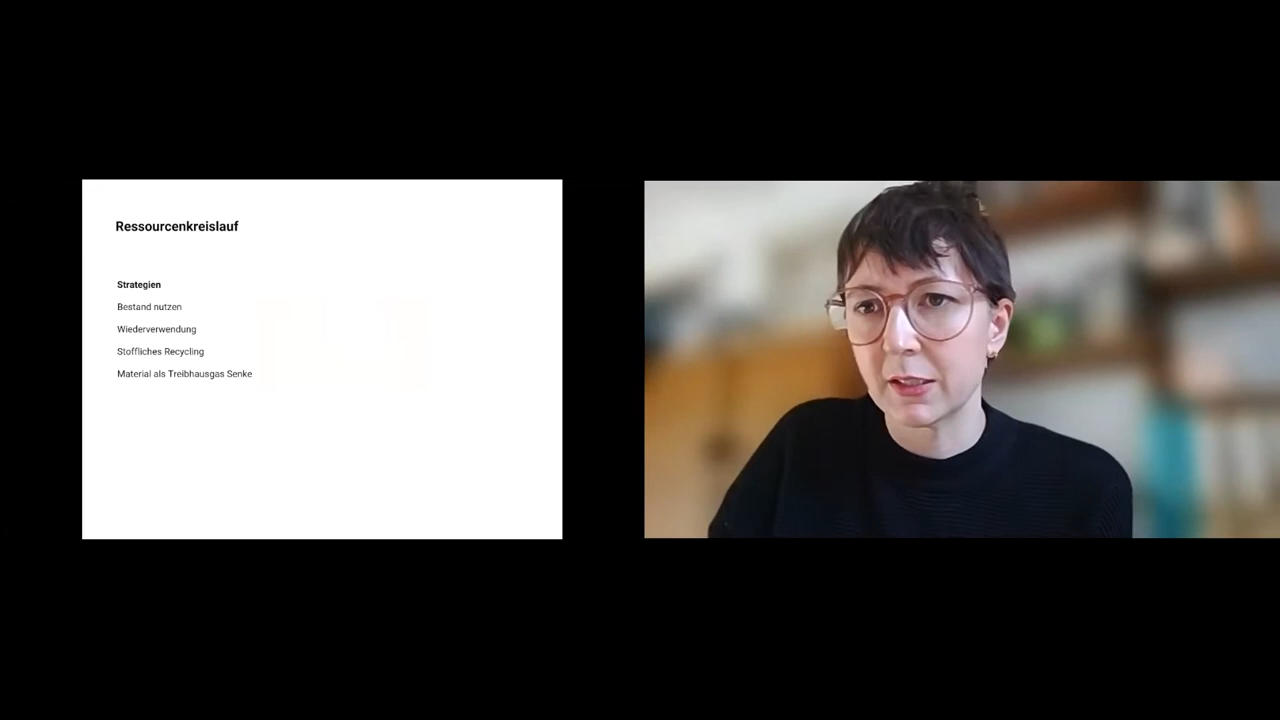 Ressourcenkreislauf
Strategien
Bestand nutzen
Wiederverwendung
Stoffliches Recycling
Material als Treibhausgas Senke